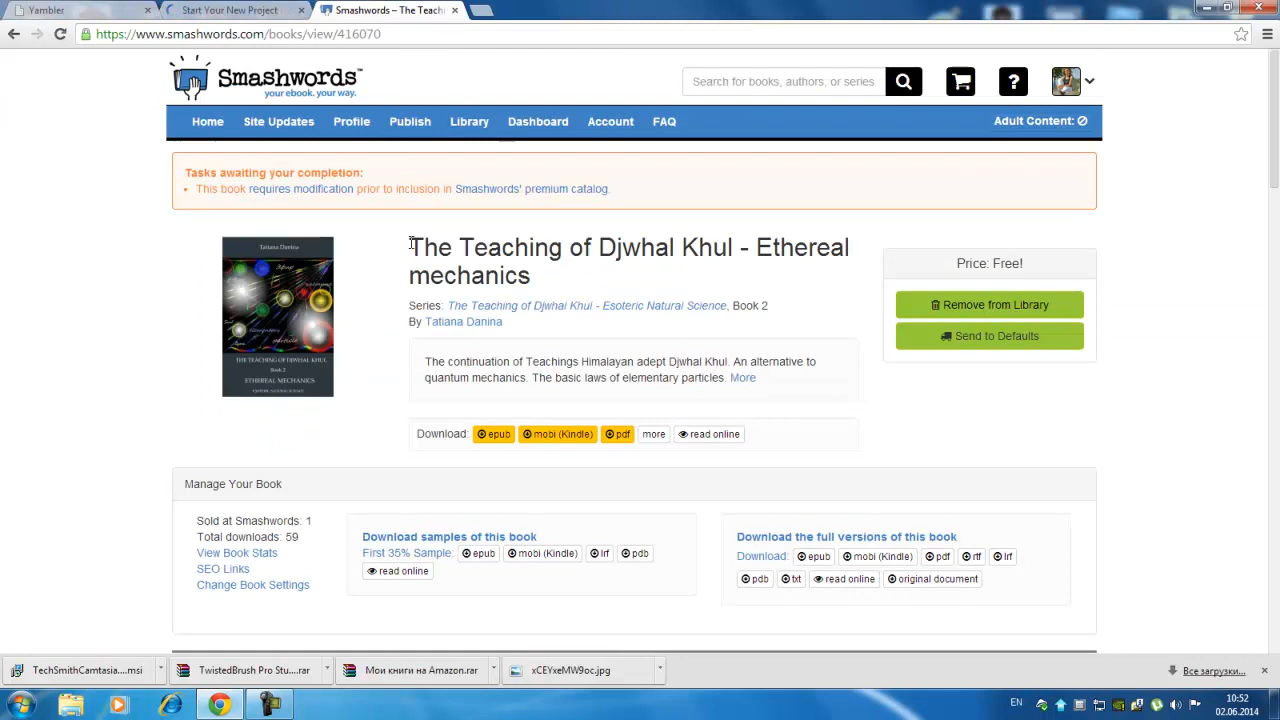 Yambler
Start Your New Project
Smashwords – The Teach
https://www.smashwords.com/books/view/416070
Smashwords™
your ebook. your way.
Search for books, authors, or series.
?
Home
Site Updates
Profile
Publish
Library
Dashboard
Account
FAQ
Adult Content:
Tasks awaiting your completion:
This book requires modification prior to inclusion in Smashwords' premium catalog.
Tatiana Danina
THE TEACHING OF DJWHAL KHUL
Book 2
ETHEREAL MECHANICS
The Teaching of Djwhal Khul - Ethereal
mechanics
Series: The Teaching of Djwhal Khul - Esoteric Natural Science, Book 2
By Tatiana Danina
The continuation of Teachings Himalayan adept Djwhal Khul. An alternative to
quantum mechanics. The basic laws of elementary particles. More
Download: epub mobi (Kindle) pdf more read online
Price: Free!
Remove from Library
Send to Defaults
Manage Your Book
Sold at Smashwords: 1
Total downloads: 59
View Book Stats
SEO Links
Change Book Settings
Download samples of this book
First 35% Sample: epub mobi (Kindle) lrf pdb
read online
Download the full versions of this book
Download: epub mobi (Kindle) pdf rtf lrf
pdb txt read online original document
TechSmithCamtasia....msi
TwistedBrush Pro Stu....rar
Мои книги на Amazon.rar
xCEYxeMW9oc.jpg
Все загрузки...
EN
10:52
02.06.2014